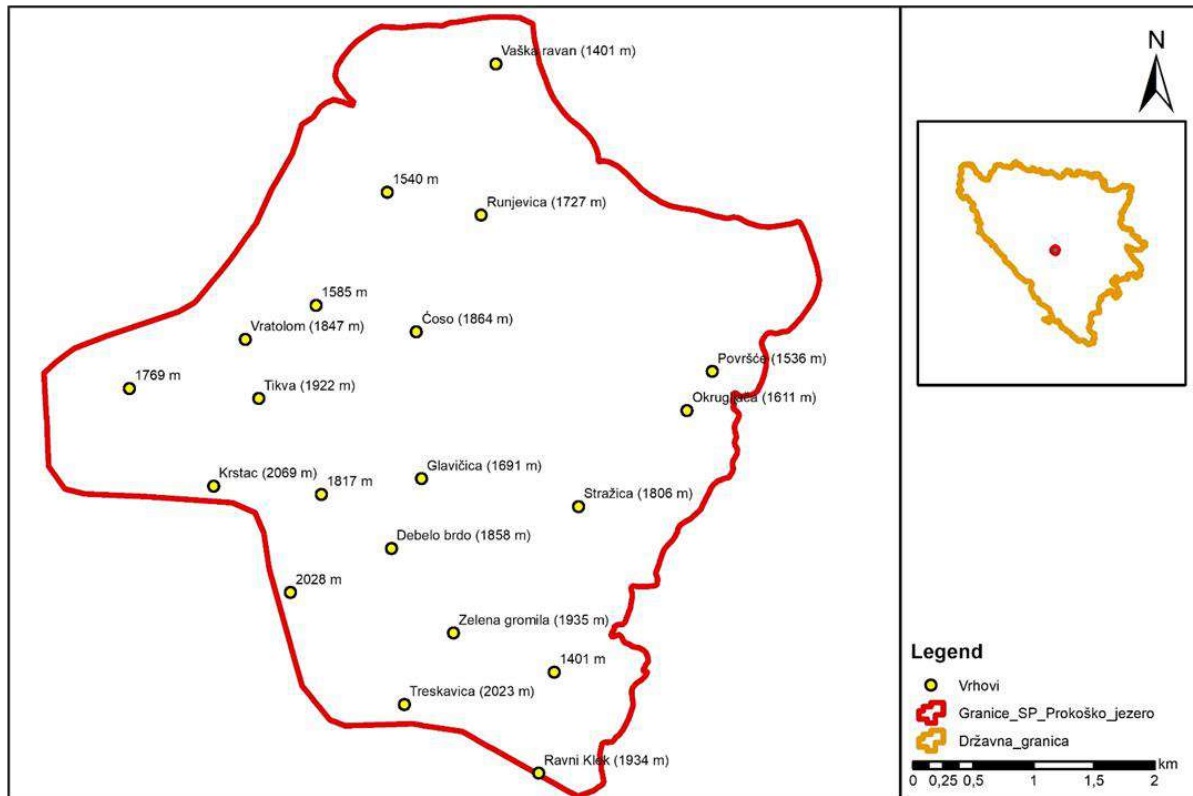 Vaška ravan (1401 m)
N
1540 m
Runjevica (1727 m)
1585 m
Ćoso (1864 m)
Vratolom (1847 m)
Površće (1536 m)
1769 m
Tikva (1922 m)
Okrugljača (1611 m)
Krstac (2069 m)
1817 m
Glavičica (1691 m)
Stražica (1806 m)
Debelo brdo (1858 m)
2028 m
Zelena gromila (1935 m)
1401 m
Treskavica (2023 m)
Ravni Klek (1934 m)
Legend
Vrhovi
Granice_SP_Prokoško_jezero
Državna_granica
km
0 0,25 0,5 1 1,5 2